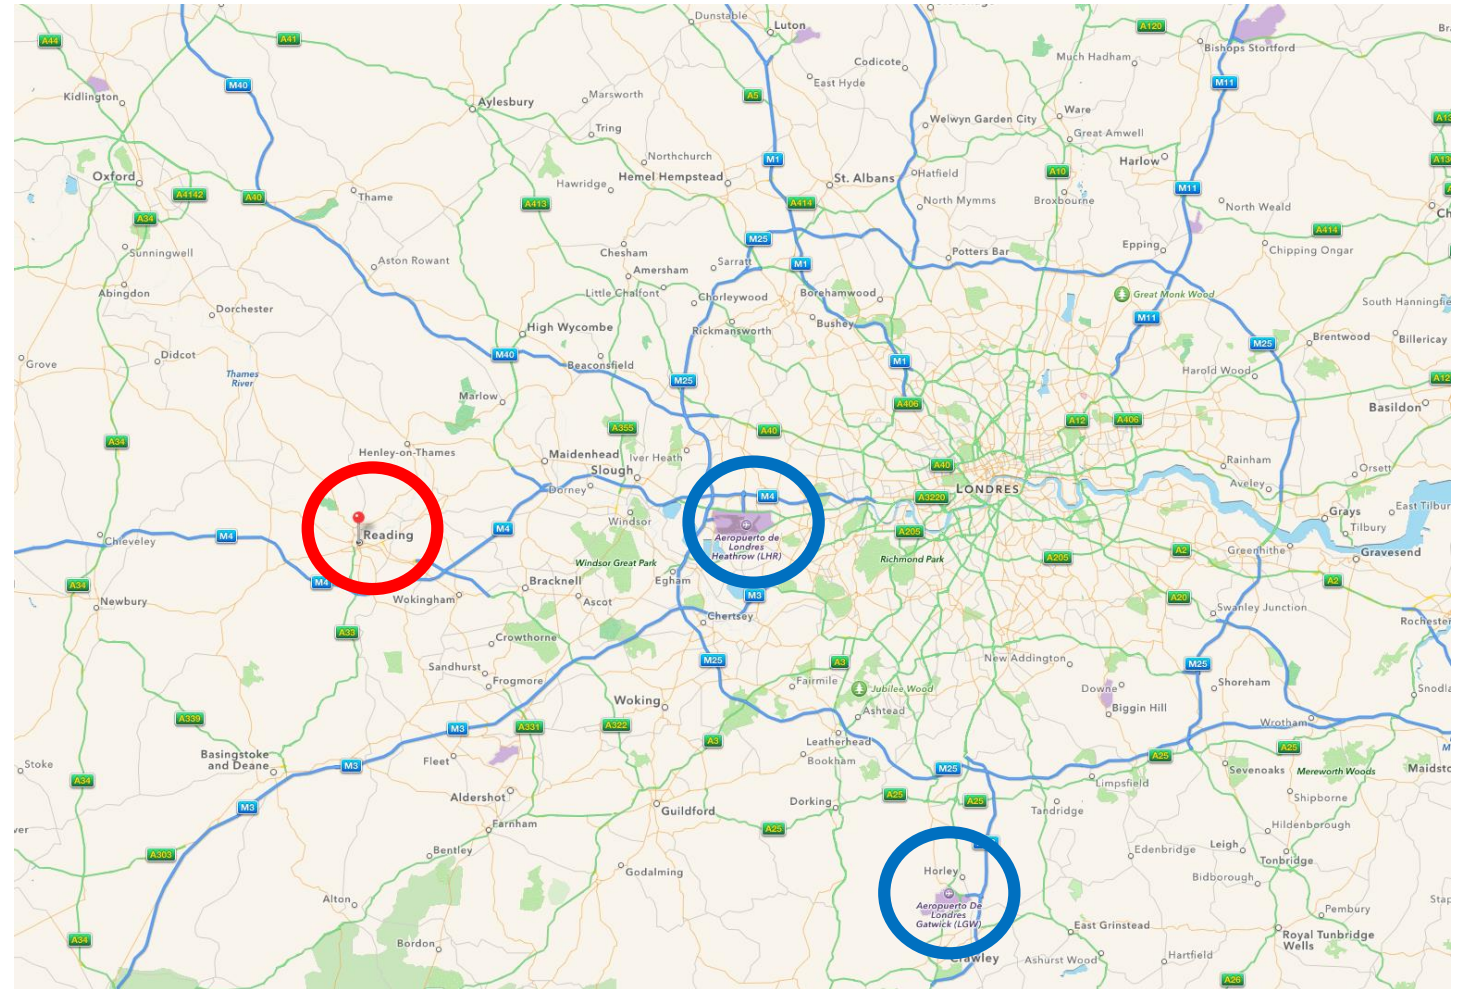 Dunstable
Luton
A120
Br
A44
A41
Bishops Stortford
Codicote
Much Hadham
M40
M11
East Hyde
Kidlington
Marsworth
A5
Aylesbury
Ware
Welwyn Garden City
Tring
Great Amwell
Northchurch
M1
Harlow
Oxford
Hemel Hempstead
St. Albans
Hatfield
A10
Hawridge
M11
A4142
A40
Thame
A413
A414
North Mymms
Broxbourne
North Weald
A34
Ch
A414
M25
Epping
Sunningwell
Chesham
Potters Bar
Chipping Ongar
Aston Rowant
Sarratt
M1
Amersham
Abingdon
Little Chalfont
Chorleywood
Borehamwood
Great Monk Wood
South Hanningfie
Dorchester
M11
High Wycombe
Rickmansworth
Bushey
Brentwood
Billericay
Didcot
M40
M25
Grove
Beaconsfield
M1
Harold Wood
Thames
River
M25
A12
Marlow
A406
Basildon
A34
A355
A40
A12
A406
Henley-on-Thames
Maidenhead
Iver Heath
Slough
A40
Rainham
Orsett
Dorney
M4
A3220
LONDRES
Aveley
Windsor
Grays
East Tilbur
Tilbury
Chieveley
M4
Reading
M4
Aeropuerto de
Londres
Heathrow (LHR)
A205
A205
A2
Greenhithe
Gravesend
Windsor Great Park
Richmond Park
A34
M4
Bracknell
Egham
A2
Newbury
Wokingham
Ascot
M3
A20
Swanley Junction
Chertsey
Rochester
A33
Crowthorne
Sandhurst
M25
A3
New Addington
M25
Frogmore
Fairmile
Jubilee Wood
Downe
Shoreham
Snodla
Woking
Ashtead
Biggin Hill
A339
M3
A331
A322
A3
Leatherhead
Wrotham
Basingstoke
and Deane
Fleet
Bookham
A25
A25
Stoke
M3
M25
Sevenoaks
Mereworth Woods
Maidsto
A34
Limpsfield
Aldershot
Dorking
A25
A25
Shipborne
M3
Guildford
Tandridge
Farnham
A25
Hildenborough
ver
A303
Bentley
Edenbridge
Leigh
Tonbridge
Godalming
Horley
Bidborough
Alton
Aeropuerto De
Londres
Gatwick (LGW)
Pembury
Stap
A34
Bordon
East Grinstead
Royal Tunbridge
Wells
Crawley
Ashurst Wood
Hartfield
A26